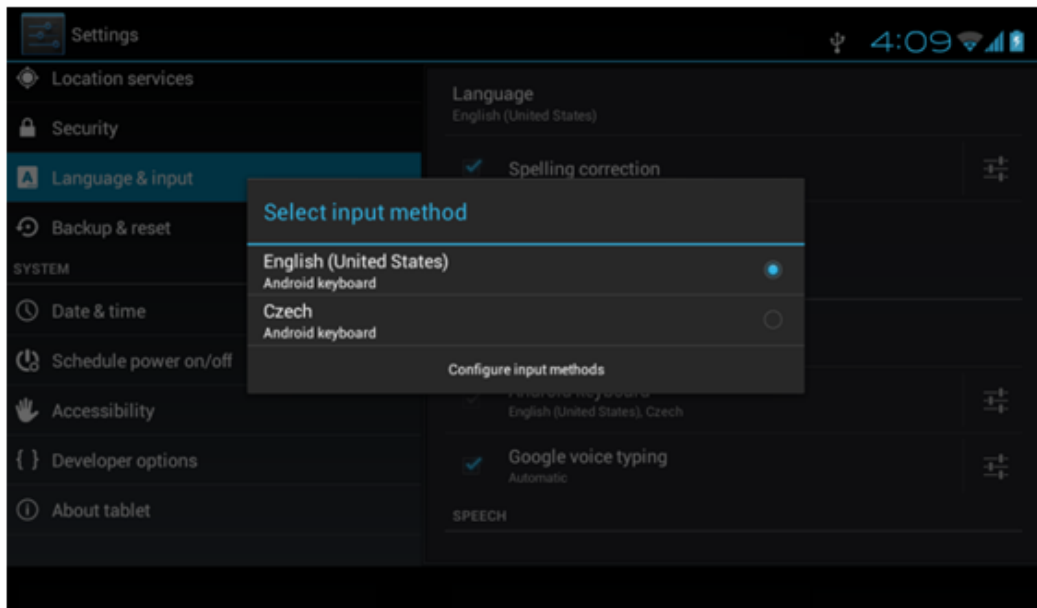 Settings
4:09
Location services
Security
Language & input
Backup & reset
SYSTEM
Date & time
Schedule power on/off
Accessibility
{ } Developer options
About tablet
Language
English (United States)
Spelling correction
Select input method
English (United States)
Android keyboard
Czech
Android keyboard
Configure input methods
Android keyboard
English (United States), Czech
Google voice typing
Automatic
SPEECH